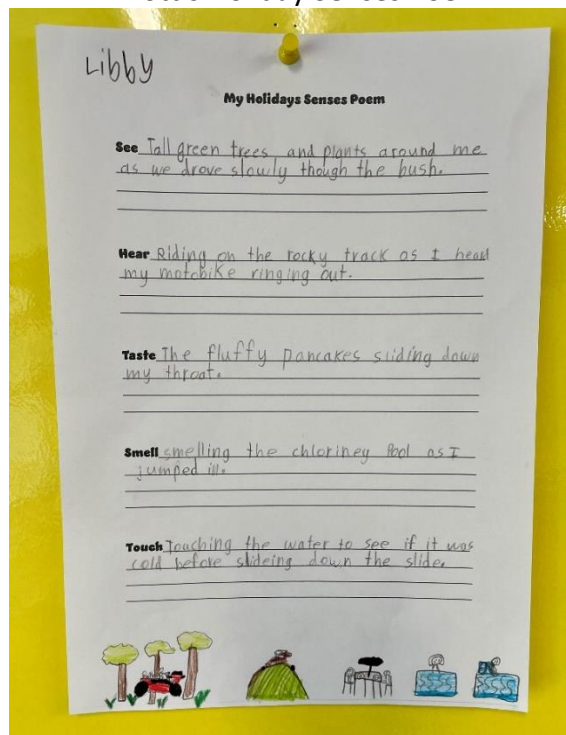 Libby
My Holidays Senses Poem
See Tall green trees and plants around me
as we drove slowly though the bush.
Hear Riding on the rocky track as I heard
my motobike ringing out.
Taste The fluffy pancakes sliding down
my throat.
Smell smelling the chloriney Pool as I
jumped in.
Touch Touching the water to see if it was
cold before slideing down the slide.